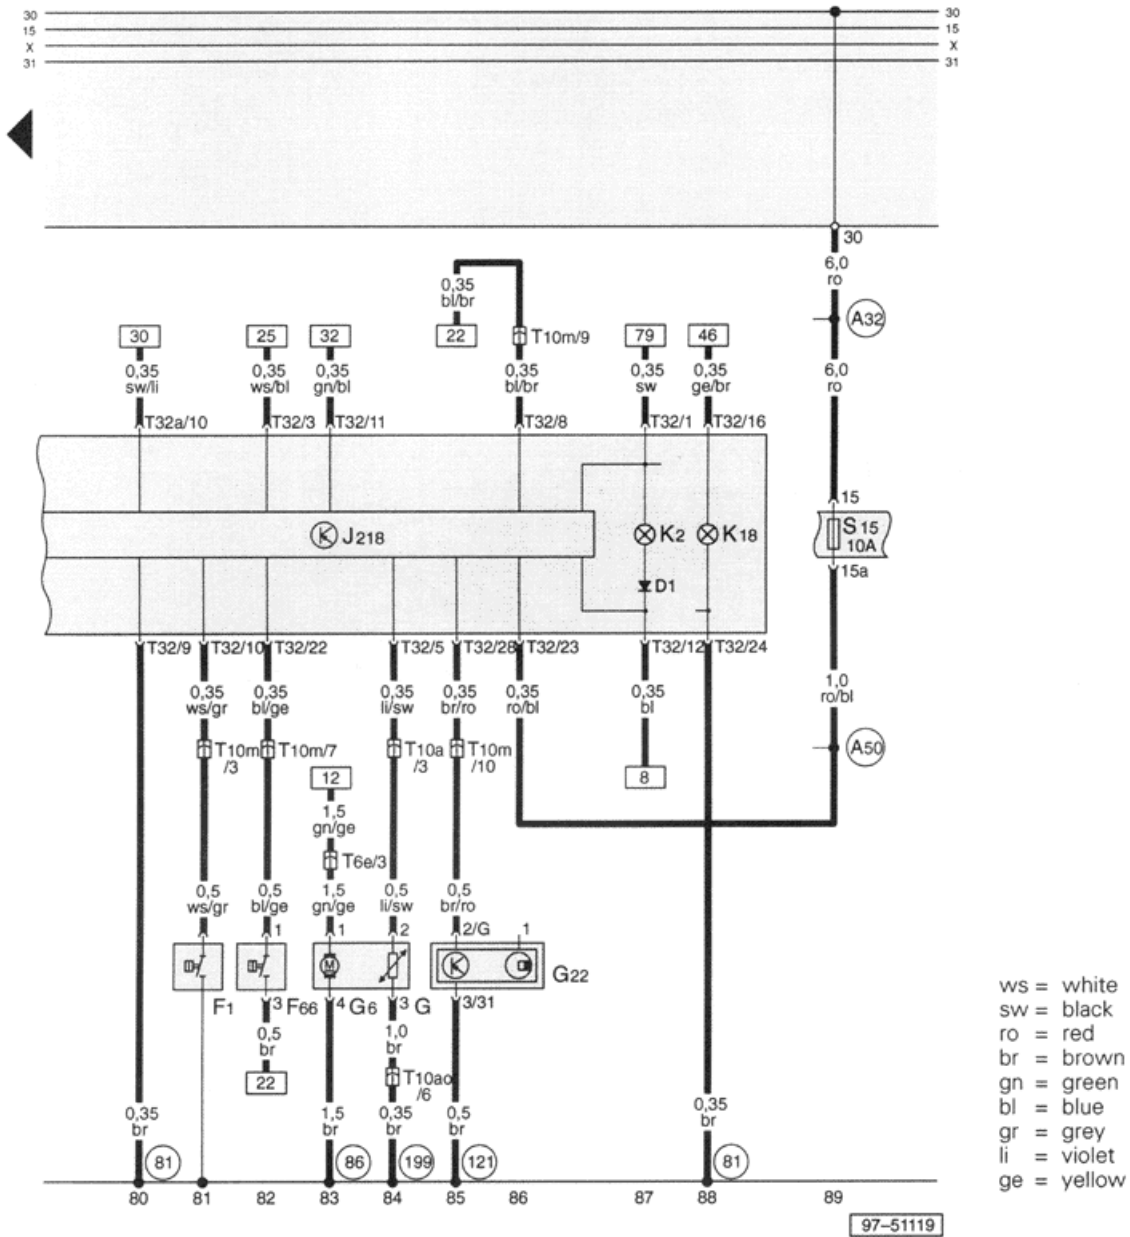 30 30
15 15
X X
31 31
30
6,0
ro
0,35
bl/br
A32
30 25 32 22 T10m/9 79 46
0,35 0,35 0,35 0,35 0,35 0,35 6,0
sw/li ws/bl gn/bl bl/br sw ge/br ro
T32a/10 T32/3 T32/11 T32/8 T32/1 T32/16
15
J218 K2 K18 S15
10A
D1 15a
T32/9 T32/10 T32/22 T32/5 T32/28 T32/23 T32/12 T32/24
0,35 0,35 0,35 0,35 0,35 0,35 1,0
ws/gr bl/ge li/sw br/ro ro/bl bl ro/bl
T10m T10m/7 T10a T10m A50
/3 /3 /10
12 8
1,5
gn/ge
T6e/3
0,5 0,5 1,5 0,5 0,5
ws/gr bl/ge gn/ge li/sw br/ro
1 1 2 2/G 1
M
G22
F1 3 F66 4 G6 3 G 3/31
0,5 1,0
br br
22 T10ao
/6
0,35 1,5 0,35 0,5 0,35
br br br br br
81 86 199 121 81
80 81 82 83 84 85 86 87 88 89
97–51119
ws = white
sw = black
ro = red
br = brown
gn = green
bl = blue
gr = grey
li = violet
ge = yellow